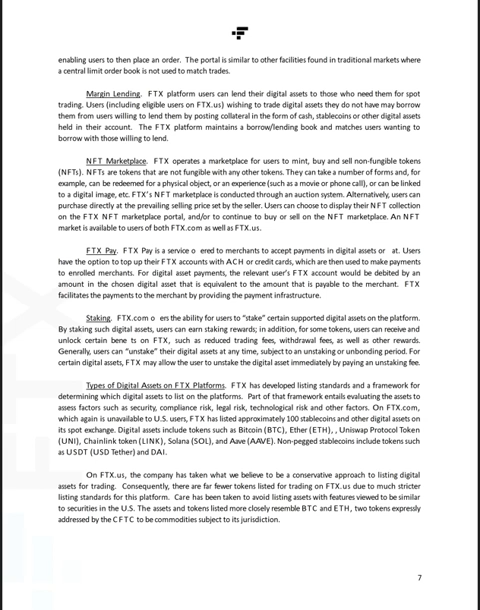 enabling users to then place an order. The portal is similar to other facilities found in traditional markets where
a central limit order book is not used to match trades.
Margin Lending. FTX platform users can lend their digital assets to those who need them for spot
trading. Users (including eligible users on FTX.us) wishing to trade digital assets they do not have may borrow
them from users willing to lend them by posting collateral in the form of cash, stablecoins or other digital assets
held in their account. The FTX platform maintains a borrow/lending book and matches users wanting to
borrow with those willing to lend.
NFT Marketplace. FTX operates a marketplace for users to mint, buy and sell non-fungible tokens
(NFTs). NFTs are tokens that are not fungible with any other tokens. They can take a number of forms and, for
example, can be redeemed for a physical object, or an experience (such as a movie or phone call), or can be linked
to a digital image, etc. FTX's NFT marketplace is conducted through an auction system. Alternatively, users can
purchase directly at the prevailing selling price set by the seller. Users can choose to display their NFT collection
on the FTX NFT marketplace portal, and/or to continue to buy or sell on the NFT marketplace. An NFT
market is available to users of both FTX.com as well as FTX.us.
FTX Pay. FTX Pay is a service o ered to merchants to accept payments in digital assets or at. Users
have the option to top up their FTX accounts with ACH or credit cards, which are then used to make payments
to enrolled merchants. For digital asset payments, the relevant user's FTX account would be debited by an
amount in the chosen digital asset that is equivalent to the amount that is payable to the merchant. FTX
facilitates the payments to the merchant by providing the payment infrastructure.
Staking. FTX.com o ers the ability for users to "stake" certain supported digital assets on the platform.
By staking such digital assets, users can earn staking rewards; in addition, for some tokens, users can receive and
unlock certain bene ts on FTX, such as reduced trading fees, withdrawal fees, as well as other rewards.
Generally, users can "unstake" their digital assets at any time, subject to an unstaking or unbonding period. For
certain digital assets, FTX may allow the user to unstake the digital asset immediately by paying an unstaking fee.
Types of Digital Assets on FTX Platforms. FTX has developed listing standards and a framework for
determining which digital assets to list on the platforms. Part of that framework entails evaluating the assets to
assess factors such as security, compliance risk, legal risk, technological risk and other factors. On FTX.com,
which again is unavailable to U.S. users, FTX has listed approximately 100 stablecoins and other digital assets on
its spot exchange. Digital assets include tokens such as Bitcoin (BTC), Ether (ETH), , Uniswap Protocol Token
(UNI), Chainlink token (LINK), Solana (SOL), and Aave (AAVE). Non-pegged stablecoins include tokens such
as USDT (USD Tether) and DAI.
On FTX.us, the company has taken what we believe to be a conservative approach to listing digital
assets for trading. Consequently, there are far fewer tokens listed for trading on FTX.us due to much stricter
listing standards for this platform. Care has been taken to avoid listing assets with features viewed to be similar
to securities in the U.S. The assets and tokens listed more closely resemble BTC and ETH, two tokens expressly
addressed by the CFTC to be commodities subject to its jurisdiction.
7